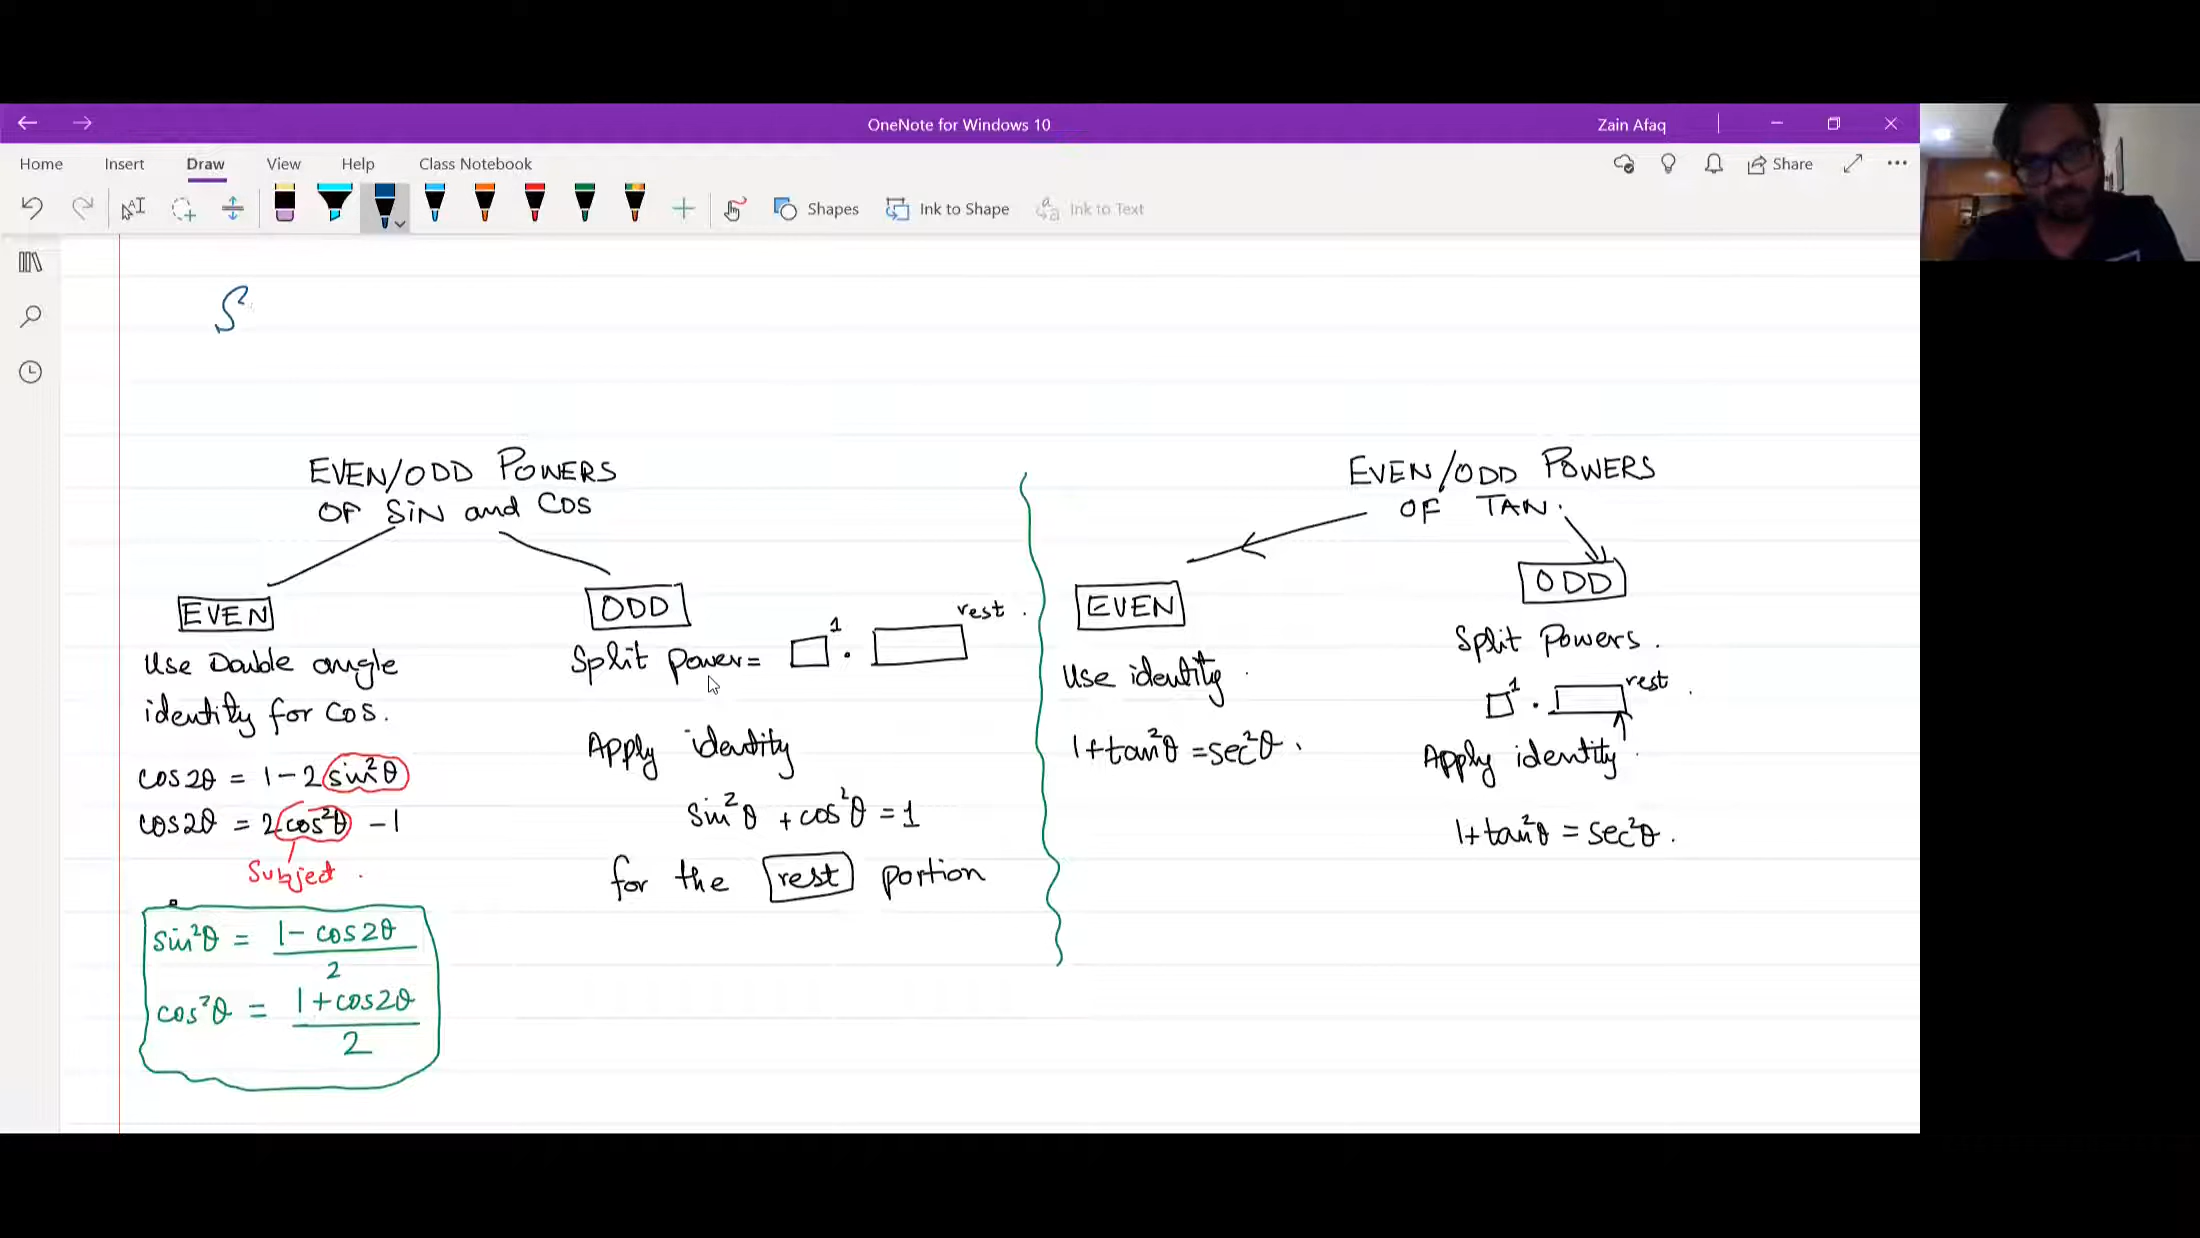 OneNote for Windows 10
Zain Afaq
Home Insert Draw View Help Class Notebook
Share
Shapes Ink to Shape Ink to Text
S
EVEN/ODD POWERS
OF SiN and COS
EVEN
Use Double angle
identity for cos.
cos2θ = 1-2 sin²θ
cos2θ = 2 cos²θ -1
Subject .
sin²θ = (1- cos2θ)/2
cos²θ = (1+cos2θ)/2
ODD
Split power= □¹ . □ rest .
Apply identity
sin²θ + cos²θ = 1
for the rest portion
EVEN/ODD POWERS
OF TAN.
EVEN
Use identity .
1+tan²θ =sec²θ .
ODD
Split Powers .
□¹ . □ rest .
Apply identity .
1+tan²θ = sec²θ .